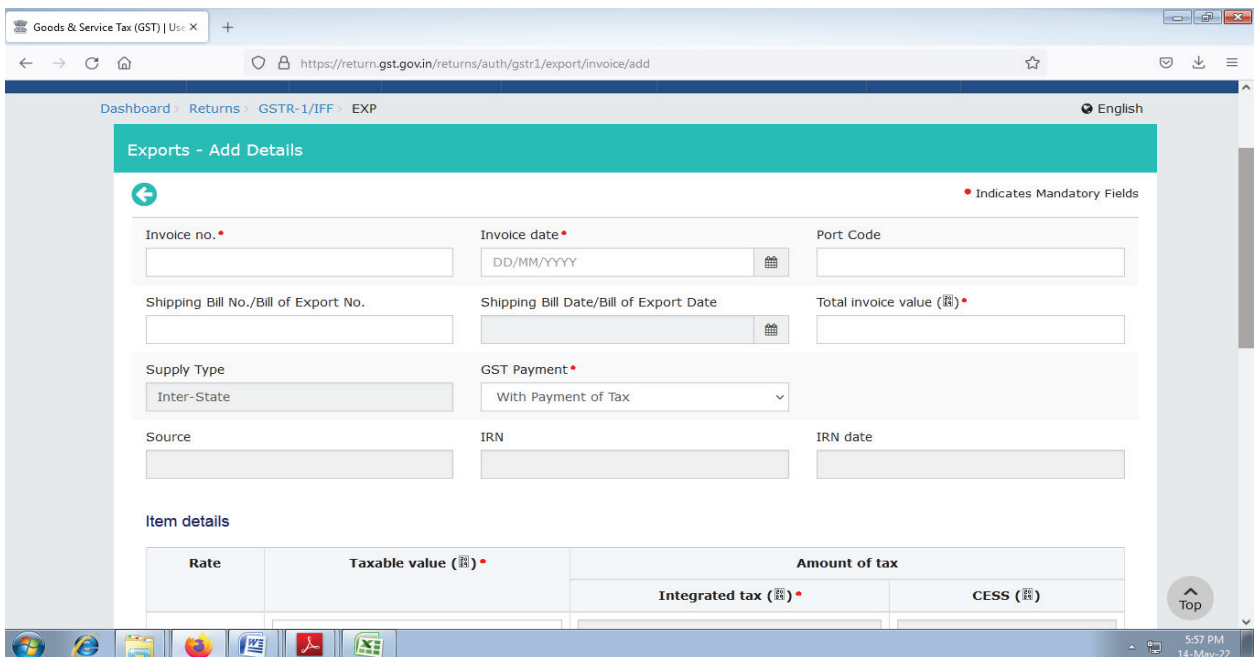 Goods & Service Tax (GST) | Use
https://return.gst.gov.in/returns/auth/gstr1/export/invoice/add
Dashboard > Returns > GSTR-1/IFF > EXP
English
Exports - Add Details
• Indicates Mandatory Fields
Invoice no.•
Invoice date•
Port Code
DD/MM/YYYY
Shipping Bill No./Bill of Export No.
Shipping Bill Date/Bill of Export Date
Total invoice value (₹)•
Supply Type
GST Payment•
Inter-State
With Payment of Tax
Source
IRN
IRN date
Item details
Rate
Taxable value (₹)•
Amount of tax
Integrated tax (₹)•
CESS (₹)
Top
5:57 PM
14-May-22